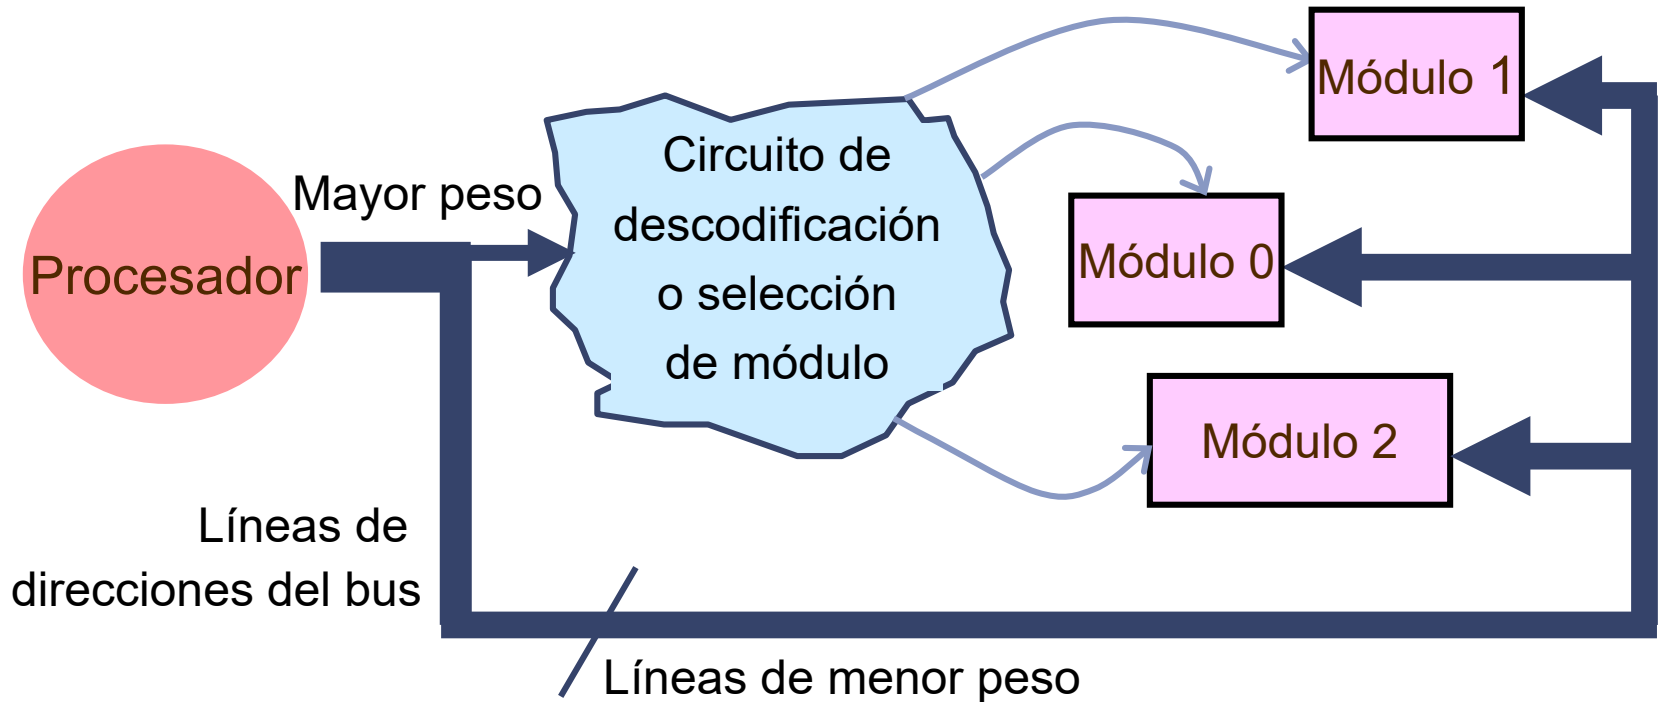 Procesador
Mayor peso
Circuito de
descodificación
o selección
de módulo
Módulo 1
Módulo 0
Módulo 2
Líneas de
direcciones del bus
Líneas de menor peso